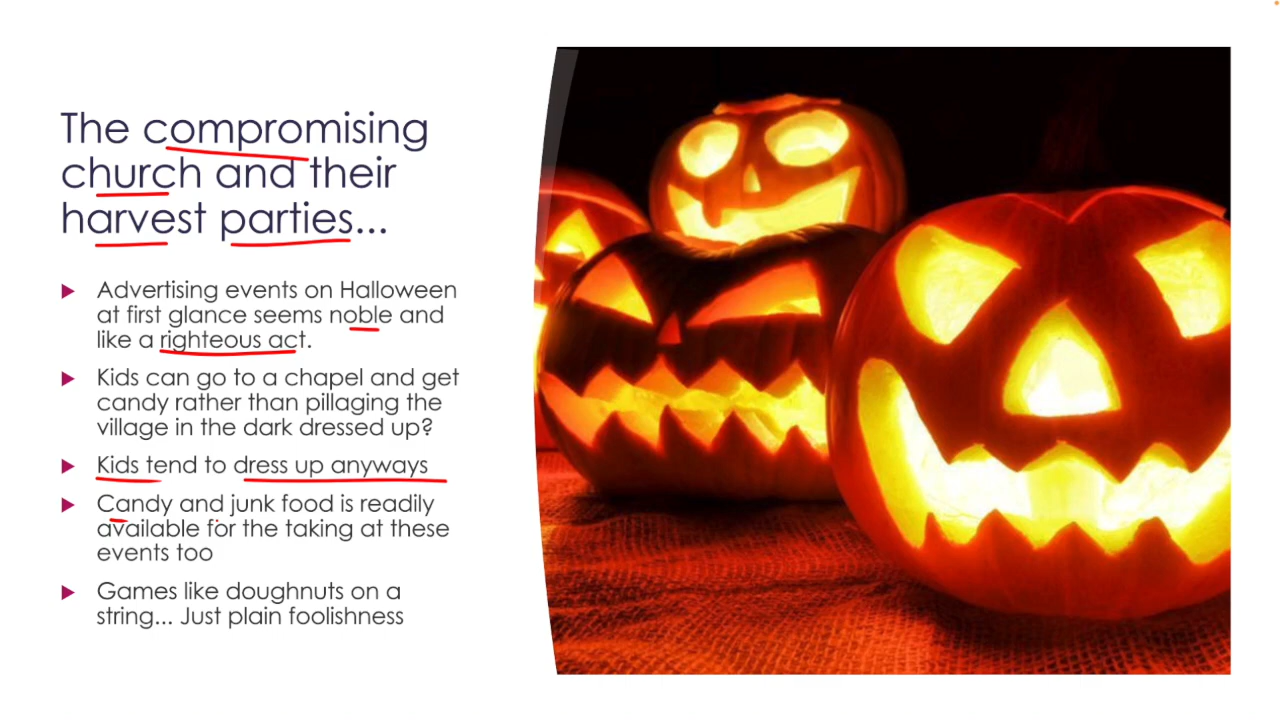 The compromising
church and their
harvest parties...
Advertising events on Halloween
at first glance seems noble and
like a righteous act.
Kids can go to a chapel and get
candy rather than pillaging the
village in the dark dressed up?
Kids tend to dress up anyways
Candy and junk food is readily
available for the taking at these
events too
Games like doughnuts on a
string... Just plain foolishness